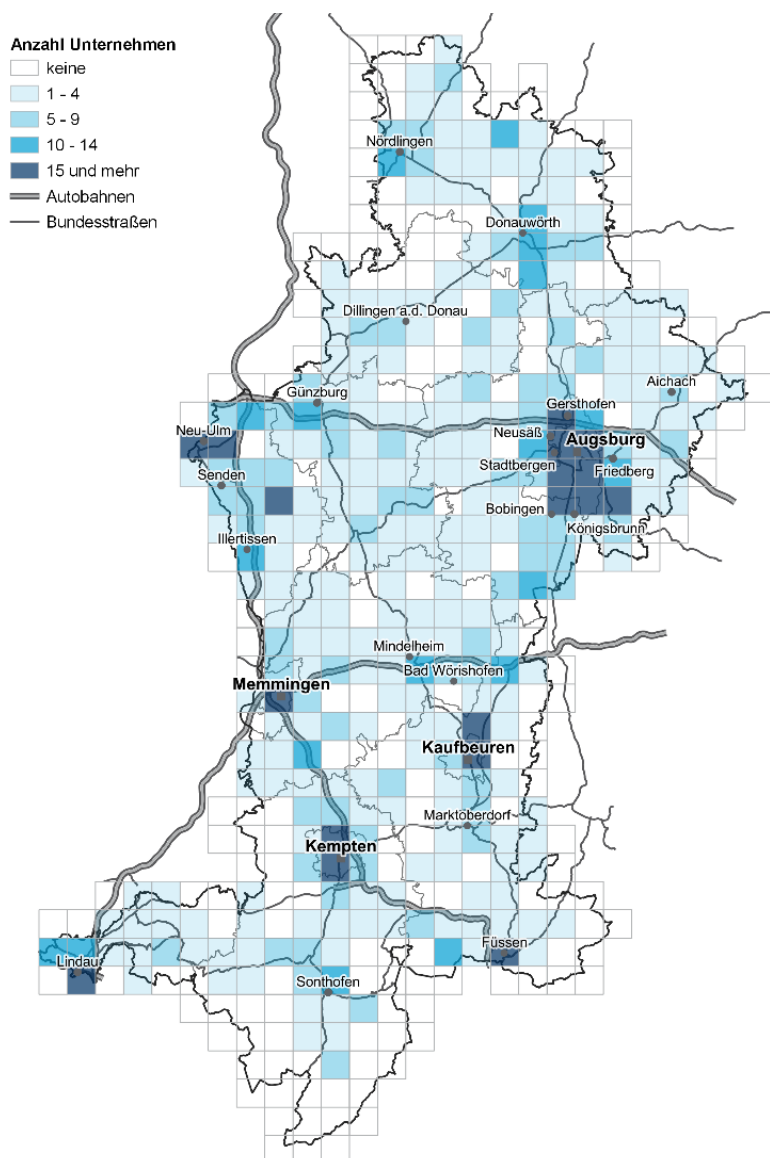 Anzahl Unternehmen
keine
1 - 4
5 - 9
10 - 14
15 und mehr
Autobahnen
Bundesstraßen
Nördlingen
Donauwörth
Dillingen a.d. Donau
Günzburg
Aichach
Gersthofen
Neu-Ulm
Neusäß
Augsburg
Stadtbergen
Friedberg
Senden
Bobingen
Königsbrunn
Illertissen
Mindelheim
Bad Wörishofen
Memmingen
Kaufbeuren
Marktoberdorf
Kempten
Füssen
Lindau
Sonthofen